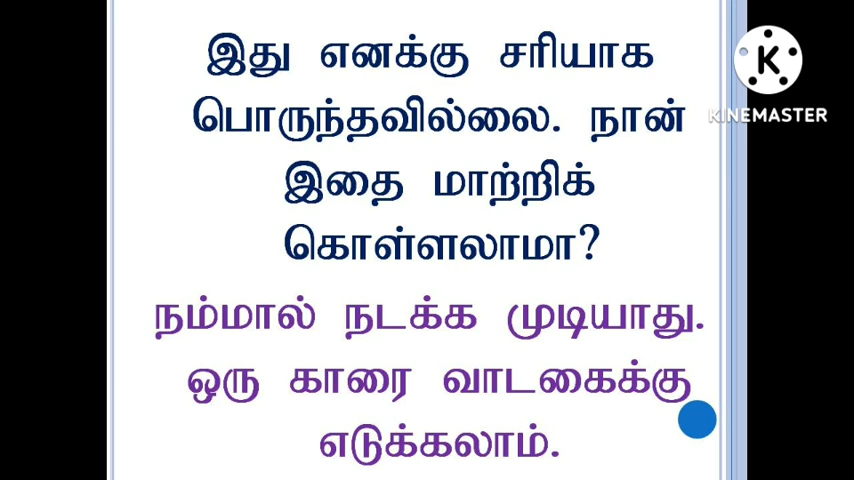 இது எனக்கு சரியாக
பொருந்தவில்லை. நான்
இதை மாற்றிக்
கொள்ளலாமா?
நம்மால் நடக்க முடியாது.
ஒரு காரை வாடகைக்கு
எடுக்கலாம்.
K
KINEMASTER